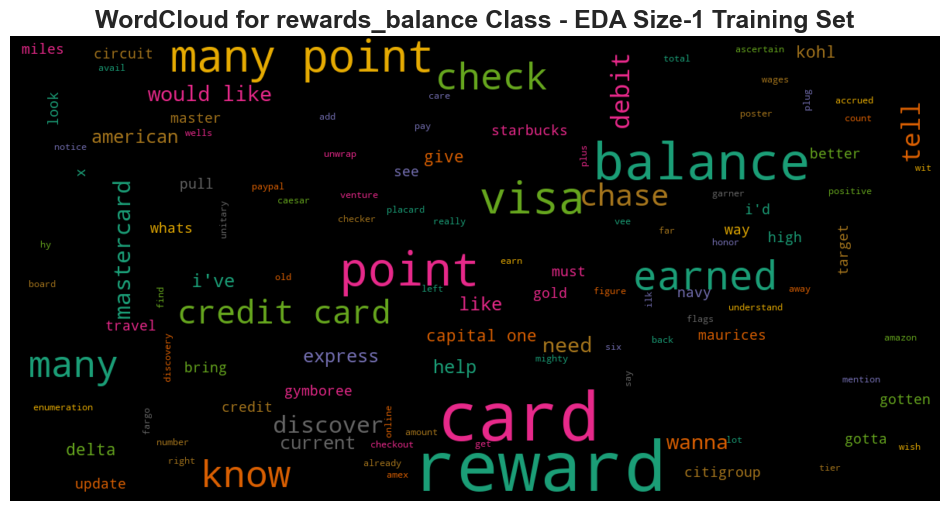 WordCloud for rewards_balance Class - EDA Size-1 Training Set
miles
circuit
many point
check
debit
total
ascertain
kohl
avail
look
would like
care
wages
plug
accrued
master
add
pay
poster
count
tell
american
wells
starbucks
notice
unwrap
give
plus
balance
better
x
see
wit
pull
paypal
caesar
venture
visa
chase
garner
positive
mastercard
unitary
placard
i'd
whats
checker
really
vee
far
way
high
target
honor
hy
point
earn
must
earned
i've
old
board
find
left
gold
figure
ilk
navy
away
like
understand
credit card
flags
travel
capital one
need
back
maurices
amazon
discovery
express
six
many
bring
help
mighty
say
mention
gymboree
gotten
enumeration
credit
card
fargo
discover
online
amount
number
current
checkout
get
wanna
lot
gotta
wish
delta
right
already
reward
tier
know
amex
citigroup
update